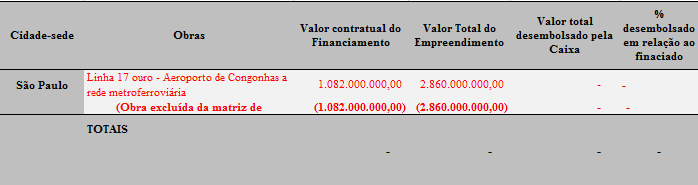 Cidade-sede Obras Valor contratual do Financiamento Valor Total do Empreendimento Valor total desembolsado pela Caixa % desembolsado em relação ao finaciado
São Paulo Linha 17 ouro - Aeroporto de Congonhas a rede metroferroviária 1.082.000.000,00 2.860.000.000,00 - -
(Obra excluída da matriz de (1.082.000.000,00) (2.860.000.000,00) - -
TOTAIS
- - - -